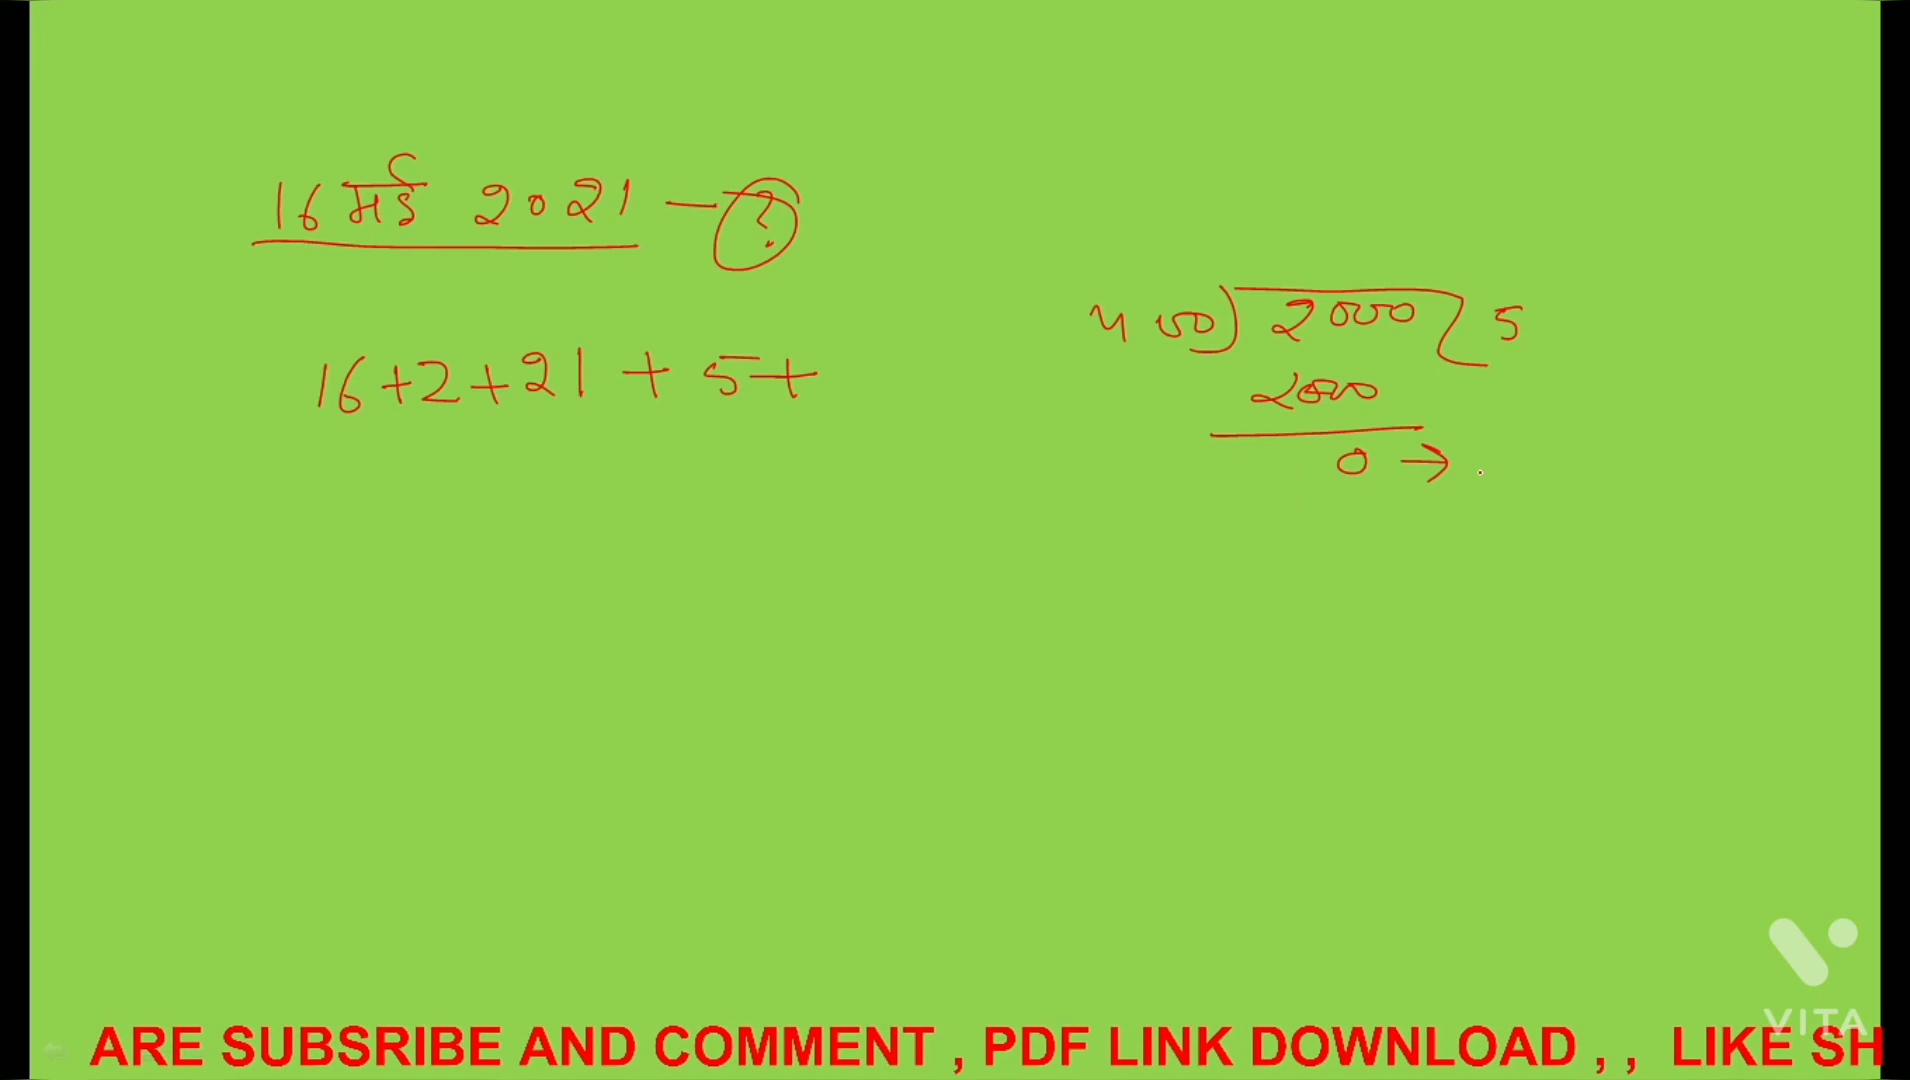 16 मई 2021 - ?
16+2+21 + 5+
400) 2000 ( 5
2000
0 →
VITA
ARE SUBSRIBE AND COMMENT , PDF LINK DOWNLOAD , , LIKE SH